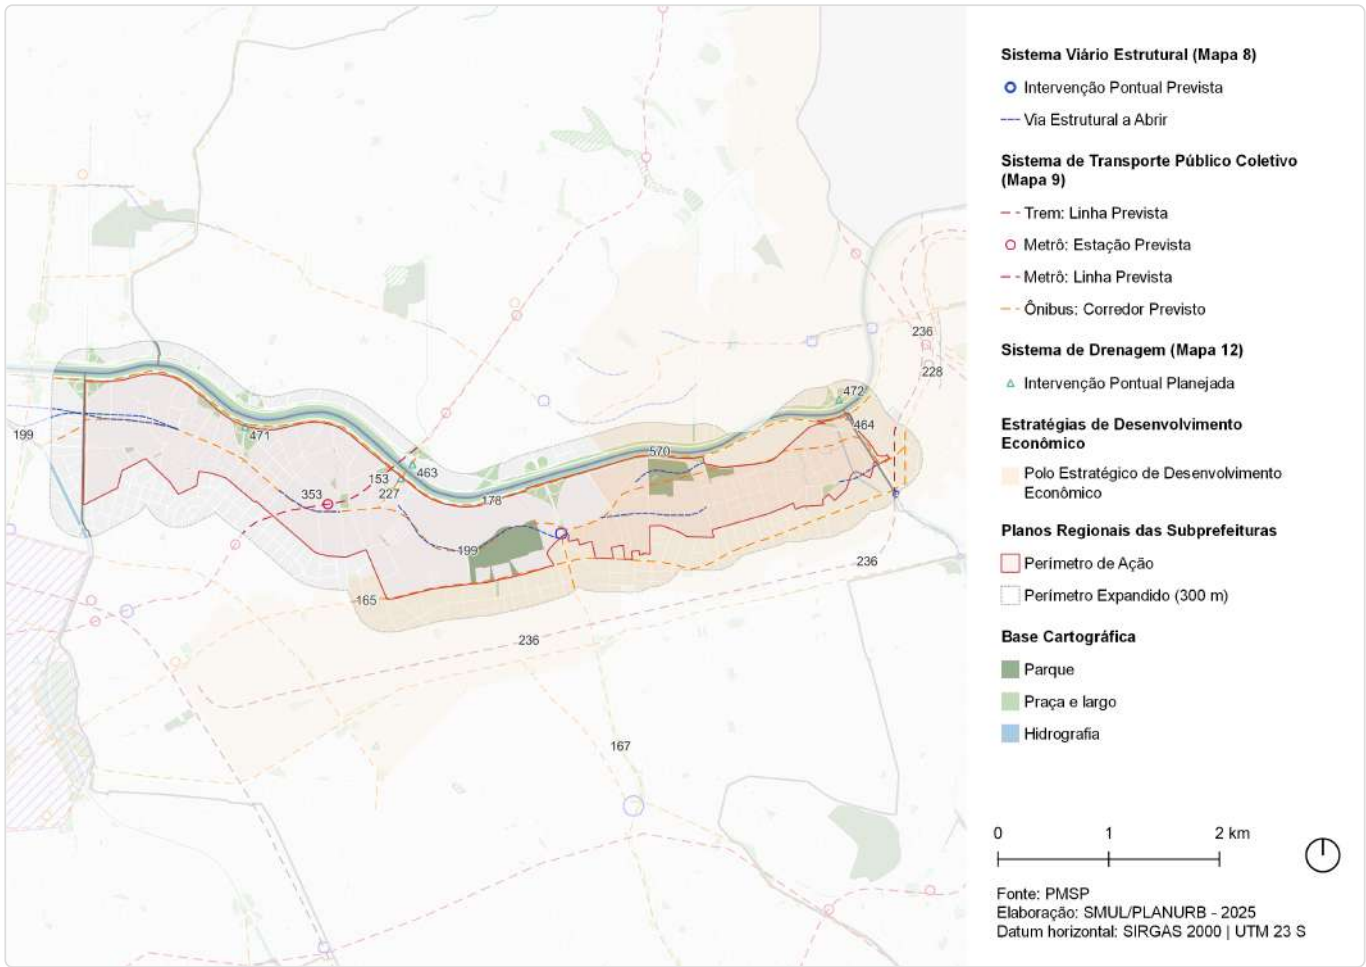 Sistema Viário Estrutural (Mapa 8)
Intervenção Pontual Prevista
Via Estrutural a Abrir
Sistema de Transporte Público Coletivo
(Mapa 9)
Trem: Linha Prevista
Metrô: Estação Prevista
Metrô: Linha Prevista
Ônibus: Corredor Previsto
Sistema de Drenagem (Mapa 12)
Intervenção Pontual Planejada
Estratégias de Desenvolvimento
Econômico
Polo Estratégico de Desenvolvimento
Econômico
Planos Regionais das Subprefeituras
Perímetro de Ação
Perímetro Expandido (300 m)
Base Cartográfica
Parque
Praça e largo
Hidrografia
0 1 2 km
Fonte: PMSP
Elaboração: SMUL/PLANURB - 2025
Datum horizontal: SIRGAS 2000 | UTM 23 S
236
228
472
464
199
471
570
153
463
227
353
178
199
236
165
236
167